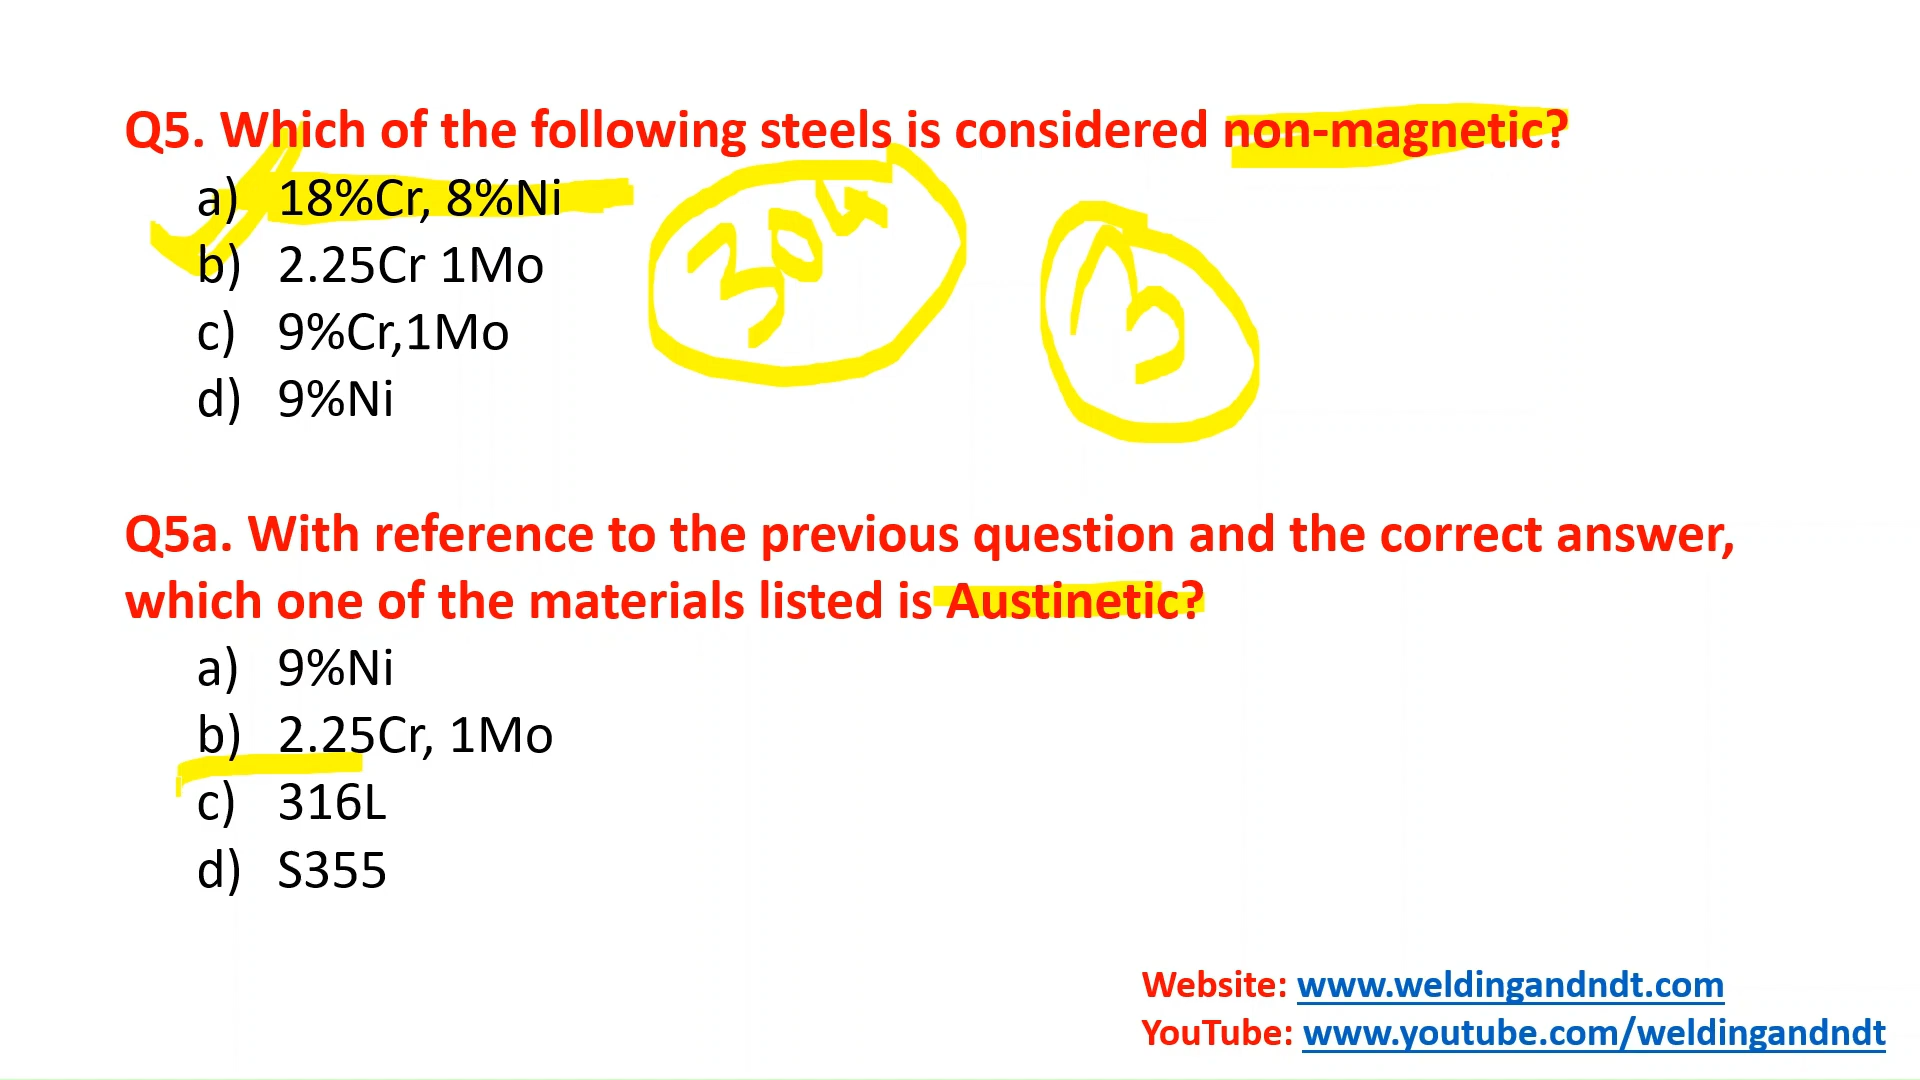 Q5. Which of the following steels is considered non-magnetic?
a) 18%Cr, 8%Ni
304
b) 2.25Cr 1Mo
c) 9%Cr,1Mo
d) 9%Ni
Q5a. With reference to the previous question and the correct answer,
which one of the materials listed is Austinetic?
a) 9%Ni
b) 2.25Cr, 1Mo
c) 316L
d) S355
Website: www.weldingandndt.com
YouTube: www.youtube.com/weldingandndt